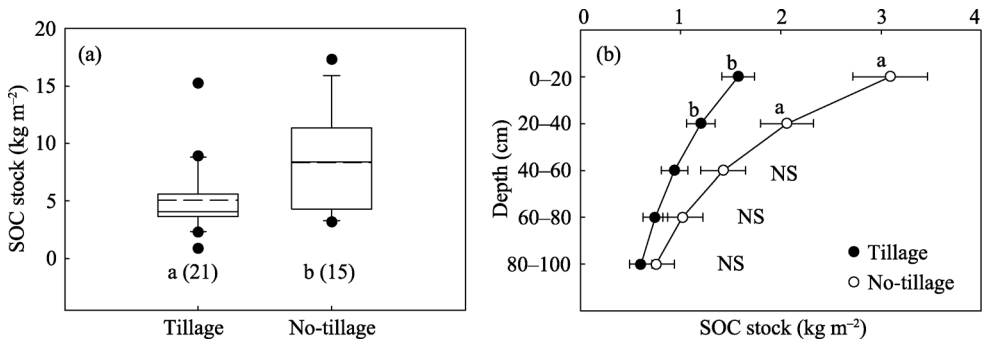 (a)
SOC stock (kg m⁻²)
20
15
10
5
0
a (21)
b (15)
Tillage
No-tillage
(b)
0 1 2 3 4
Depth (cm)
0–20
20–40
40–60
60–80
80–100
b
a
b
a
NS
NS
NS
Tillage
No-tillage
SOC stock (kg m⁻²)